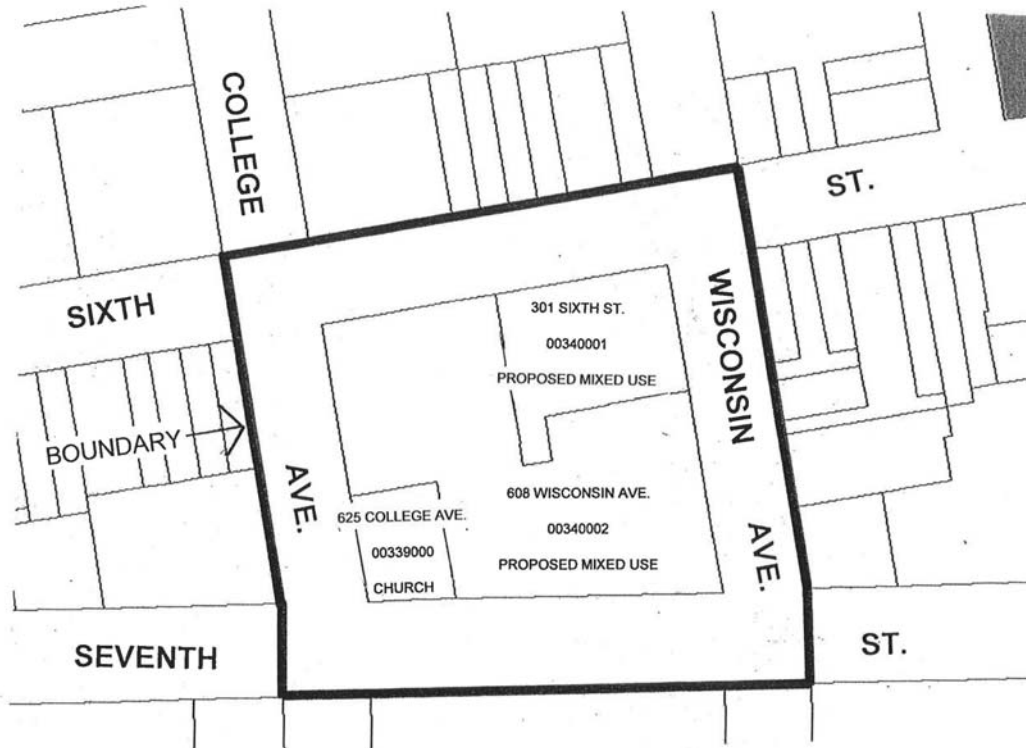 COLLEGE
AVE.
SIXTH
ST.
WISCONSIN
AVE.
301 SIXTH ST.
00340001
PROPOSED MIXED USE
BOUNDARY
625 COLLEGE AVE.
00339000
CHURCH
608 WISCONSIN AVE.
00340002
PROPOSED MIXED USE
SEVENTH
ST.